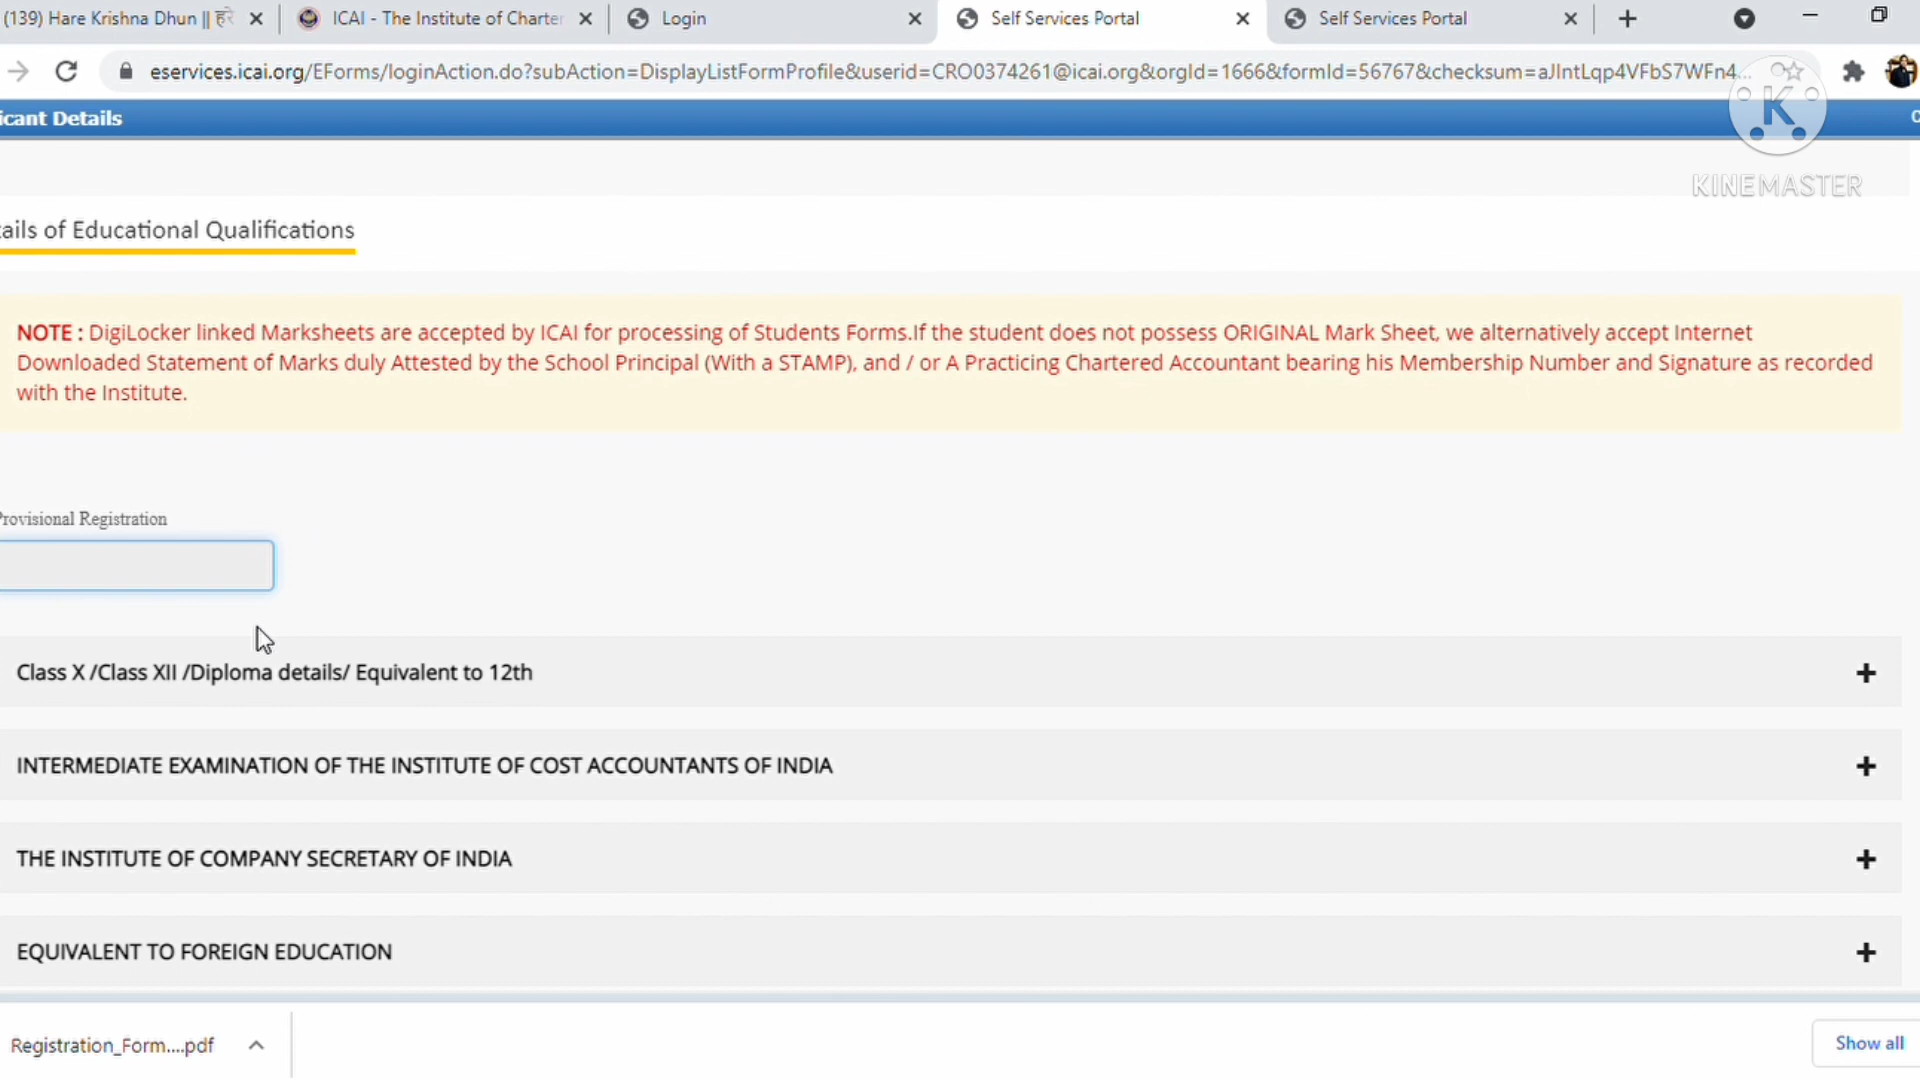 (139) Hare Krishna Dhun || हरे
ICAI - The Institute of Charter
Login
Self Services Portal
Self Services Portal
eservices.icai.org/EForms/loginAction.do?subAction=DisplayListFormProfile&userid=CRO0374261@icai.org&orgId=1666&formId=56767&checksum=aJIntLqp4VFbS7WFn4...
icant Details
K
KINEMASTER
tails of Educational Qualifications
NOTE : DigiLocker linked Marksheets are accepted by ICAI for processing of Students Forms.If the student does not possess ORIGINAL Mark Sheet, we alternatively accept Internet
Downloaded Statement of Marks duly Attested by the School Principal (With a STAMP), and / or A Practicing Chartered Accountant bearing his Membership Number and Signature as recorded
with the Institute.
Provisional Registration
Class X /Class XII /Diploma details/ Equivalent to 12th
INTERMEDIATE EXAMINATION OF THE INSTITUTE OF COST ACCOUNTANTS OF INDIA
THE INSTITUTE OF COMPANY SECRETARY OF INDIA
EQUIVALENT TO FOREIGN EDUCATION
Registration_Form....pdf
Show all